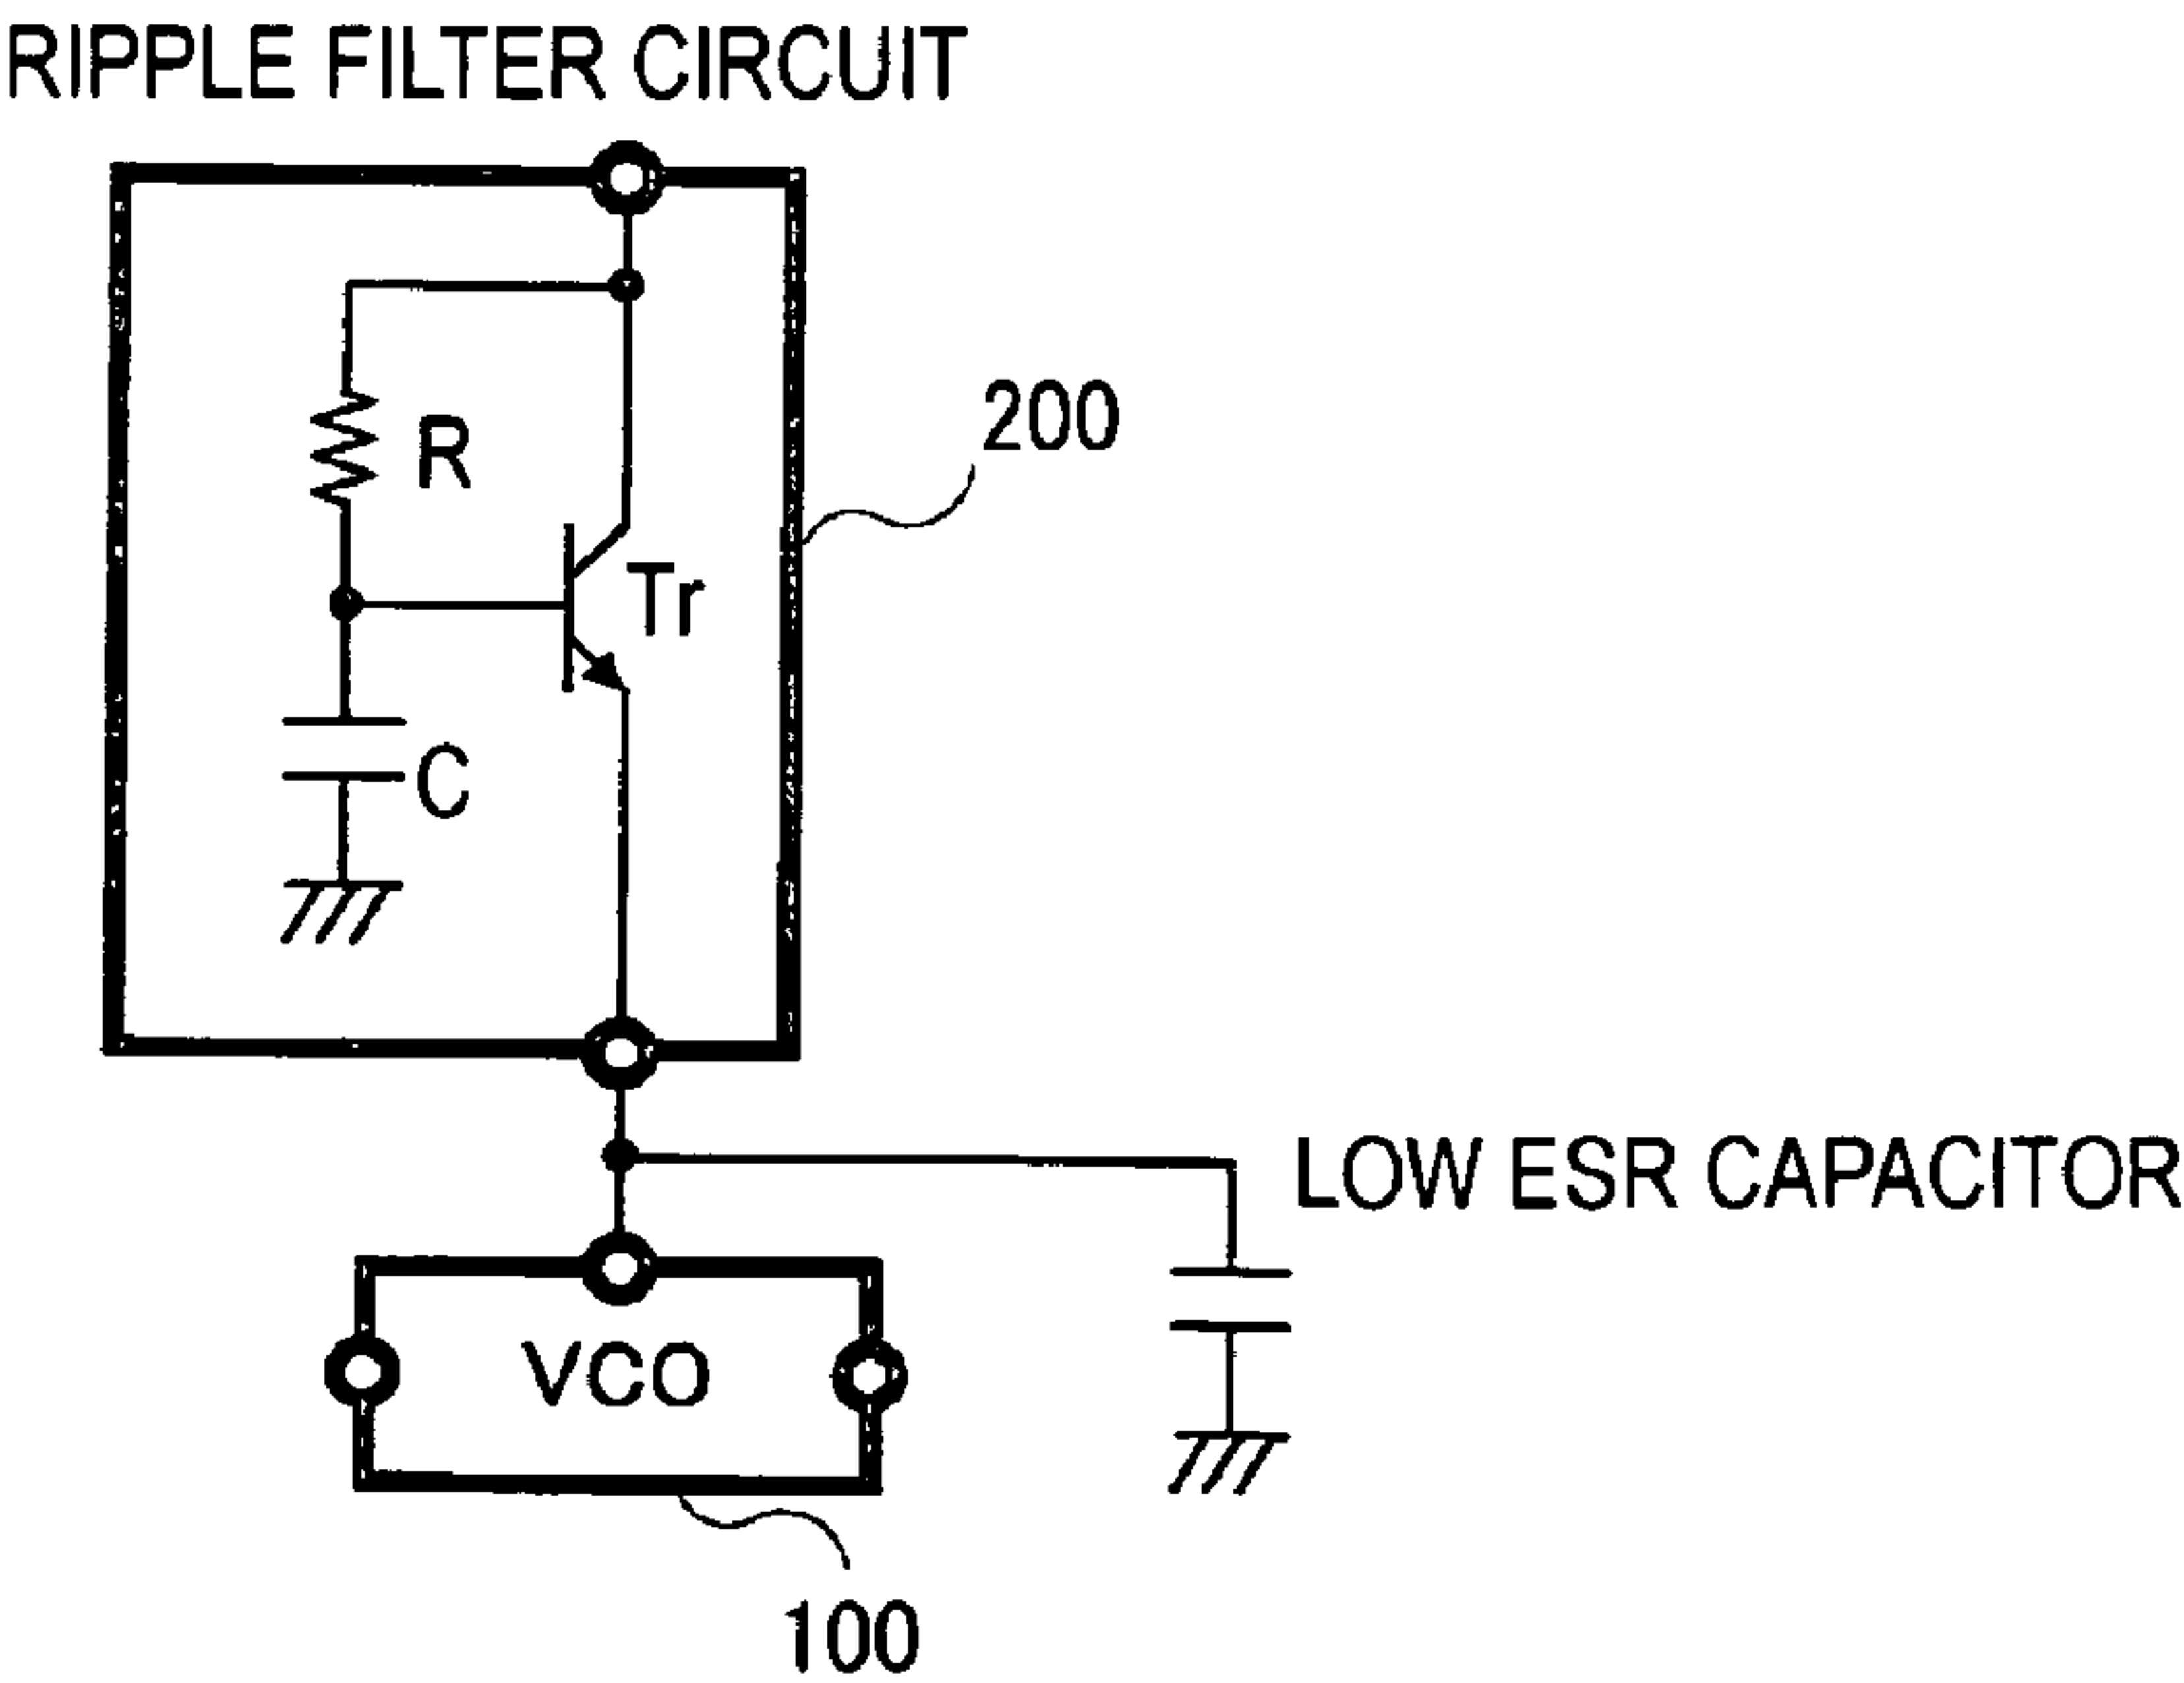 RIPPLE FILTER CIRCUIT
200
R
Tr
C
LOW ESR CAPACITOR
VCO
100